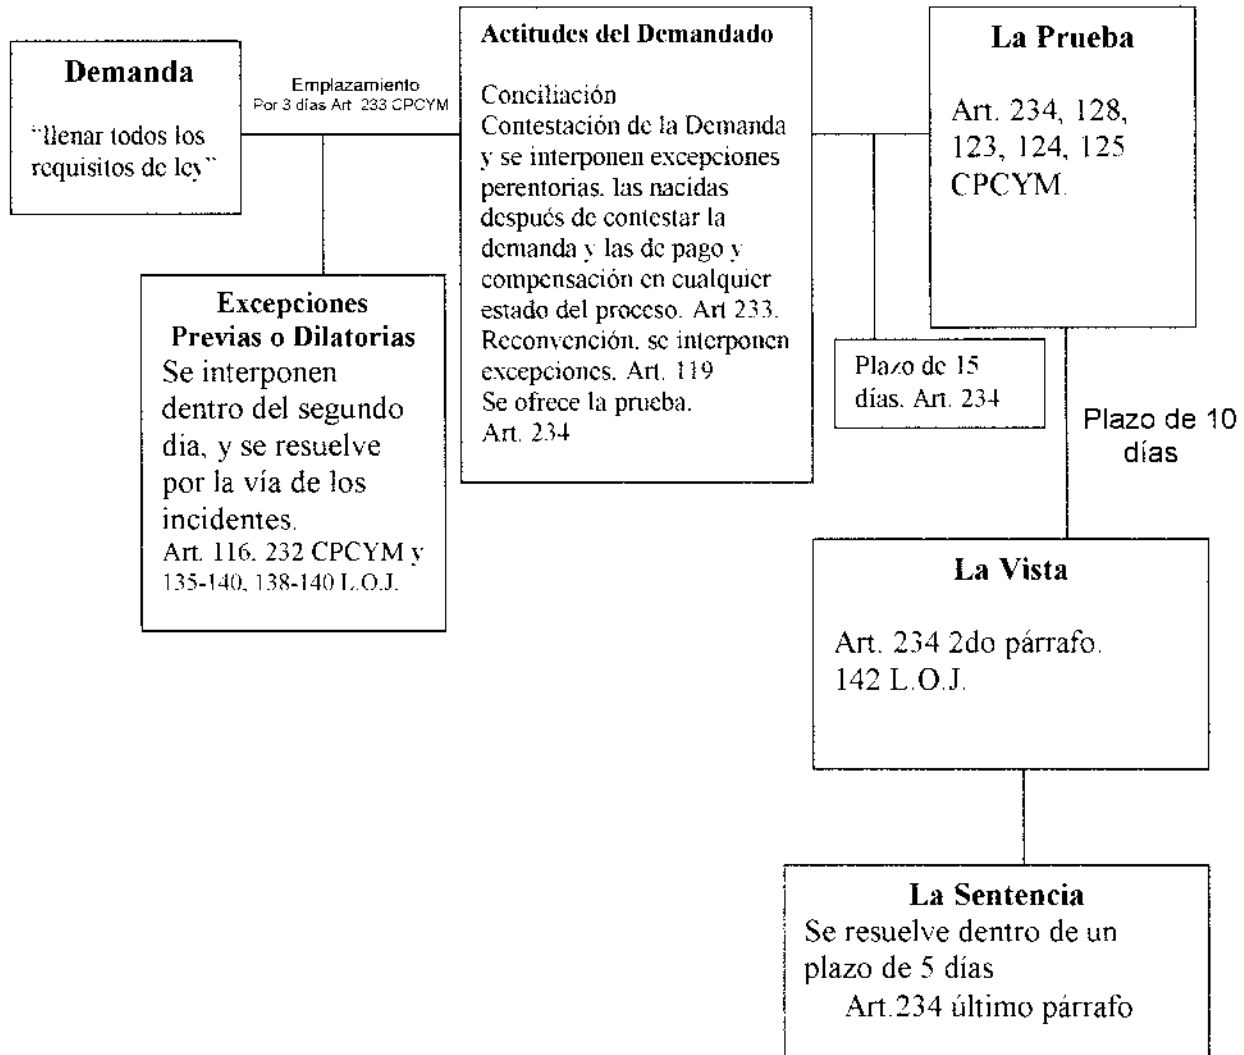 Demanda
"llenar todos los
requisitos de ley"
Emplazamiento
Por 3 días Art. 233 CPCYM
Excepciones
Previas o Dilatorias
Se interponen
dentro del segundo
dia, y se resuelve
por la vía de los
incidentes.
Art. 116. 232 CPCYM y
135-140, 138-140 L.O.J.
Actitudes del Demandado
Conciliación
Contestación de la Demanda
y se interponen excepciones
perentorias. las nacidas
después de contestar la
demanda y las de pago y
compensación en cualquier
estado del proceso. Art 233.
Reconvención. se interponen
excepciones. Art. 119
Se ofrece la prueba.
Art. 234
Plazo de 15
días. Art. 234
La Prueba
Art. 234, 128,
123, 124, 125
CPCYM.
Plazo de 10
días
La Vista
Art. 234 2do párrafo.
142 L.O.J.
La Sentencia
Se resuelve dentro de un
plazo de 5 días
Art.234 último párrafo